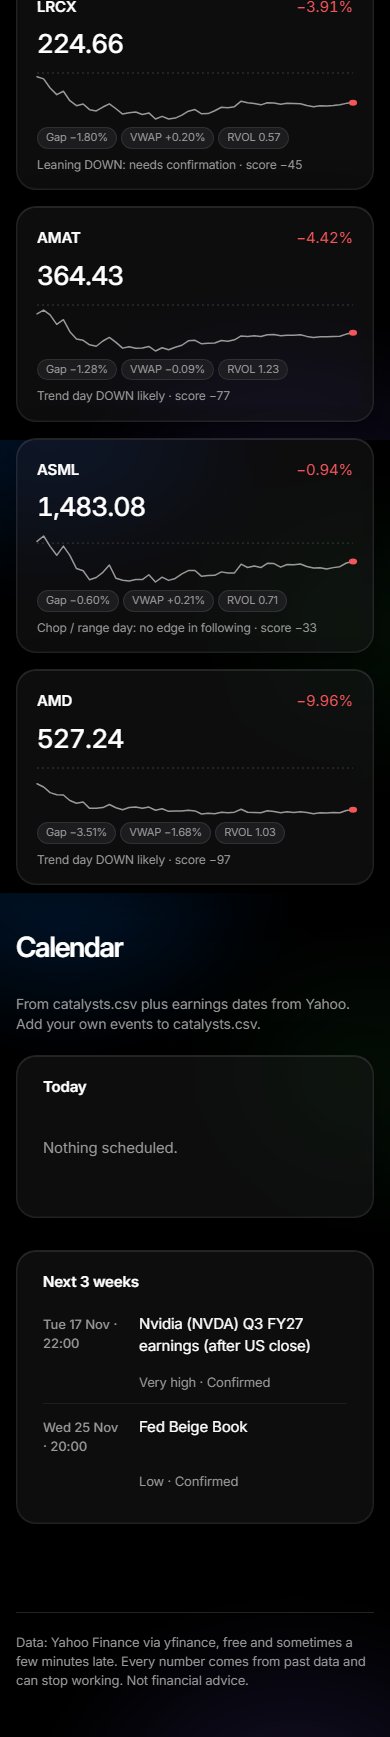 LRCX −3.91%
224.66
Gap −1.80% VWAP +0.20% RVOL 0.57
Leaning DOWN: needs confirmation · score −45
AMAT −4.42%
364.43
Gap −1.28% VWAP −0.09% RVOL 1.23
Trend day DOWN likely · score −77
ASML −0.94%
1,483.08
Gap −0.60% VWAP +0.21% RVOL 0.71
Chop / range day: no edge in following · score −33
AMD −9.96%
527.24
Gap −3.51% VWAP −1.68% RVOL 1.03
Trend day DOWN likely · score −97
Calendar
From catalysts.csv plus earnings dates from Yahoo.
Add your own events to catalysts.csv.
Today
Nothing scheduled.
Next 3 weeks
Tue 17 Nov ·
22:00
Nvidia (NVDA) Q3 FY27
earnings (after US close)
Very high · Confirmed
Wed 25 Nov
· 20:00
Fed Beige Book
Low · Confirmed
Data: Yahoo Finance via yfinance, free and sometimes a
few minutes late. Every number comes from past data and
can stop working. Not financial advice.